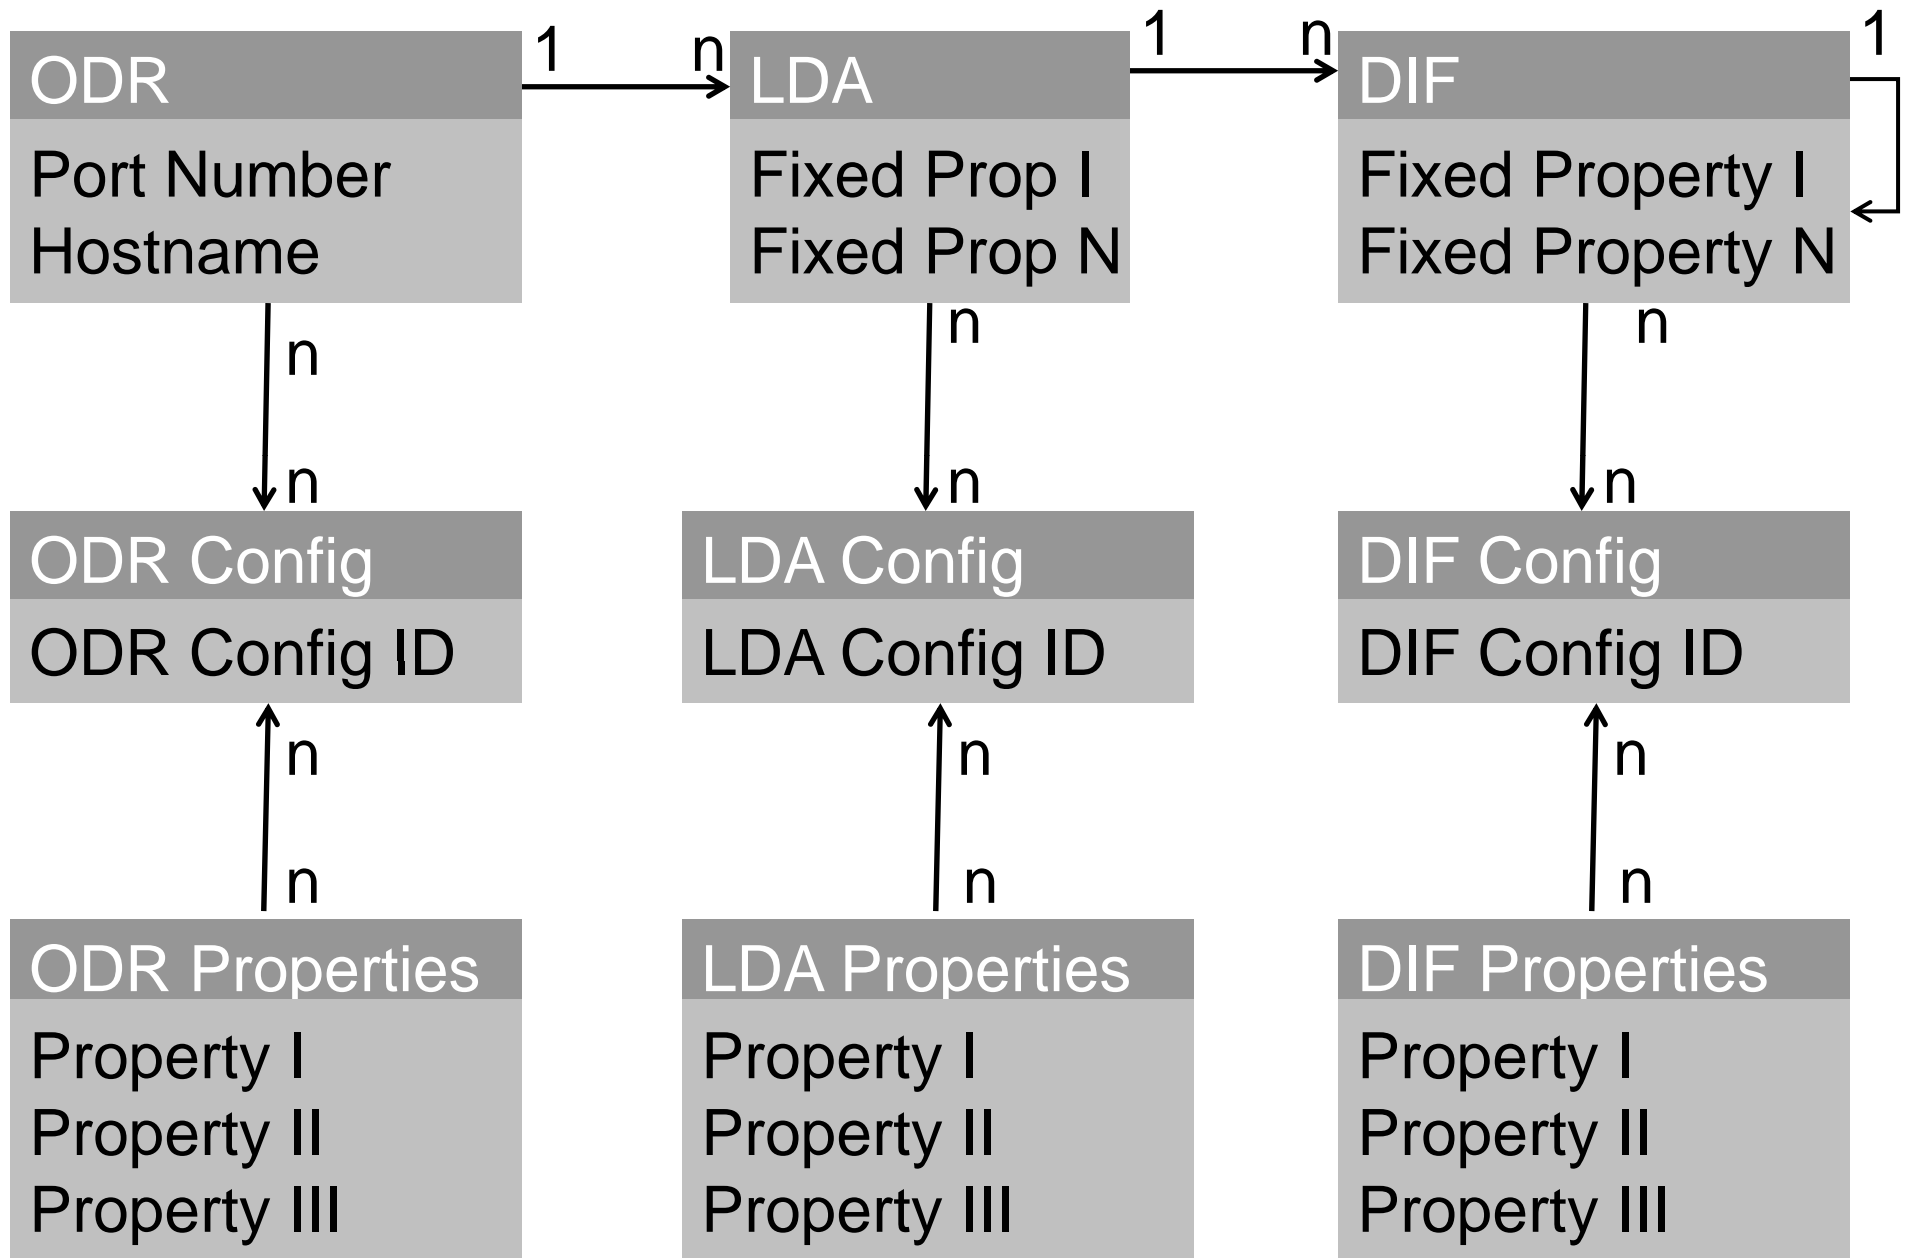 1 n 1 n 1
ODR LDA DIF
Port Number Fixed Prop I Fixed Property I
Hostname Fixed Prop N Fixed Property N
n n n
n n n
ODR Config LDA Config DIF Config
ODR Config ID LDA Config ID DIF Config ID
n n n
n n n
ODR Properties LDA Properties DIF Properties
Property I Property I Property I
Property II Property II Property II
Property III Property III Property III